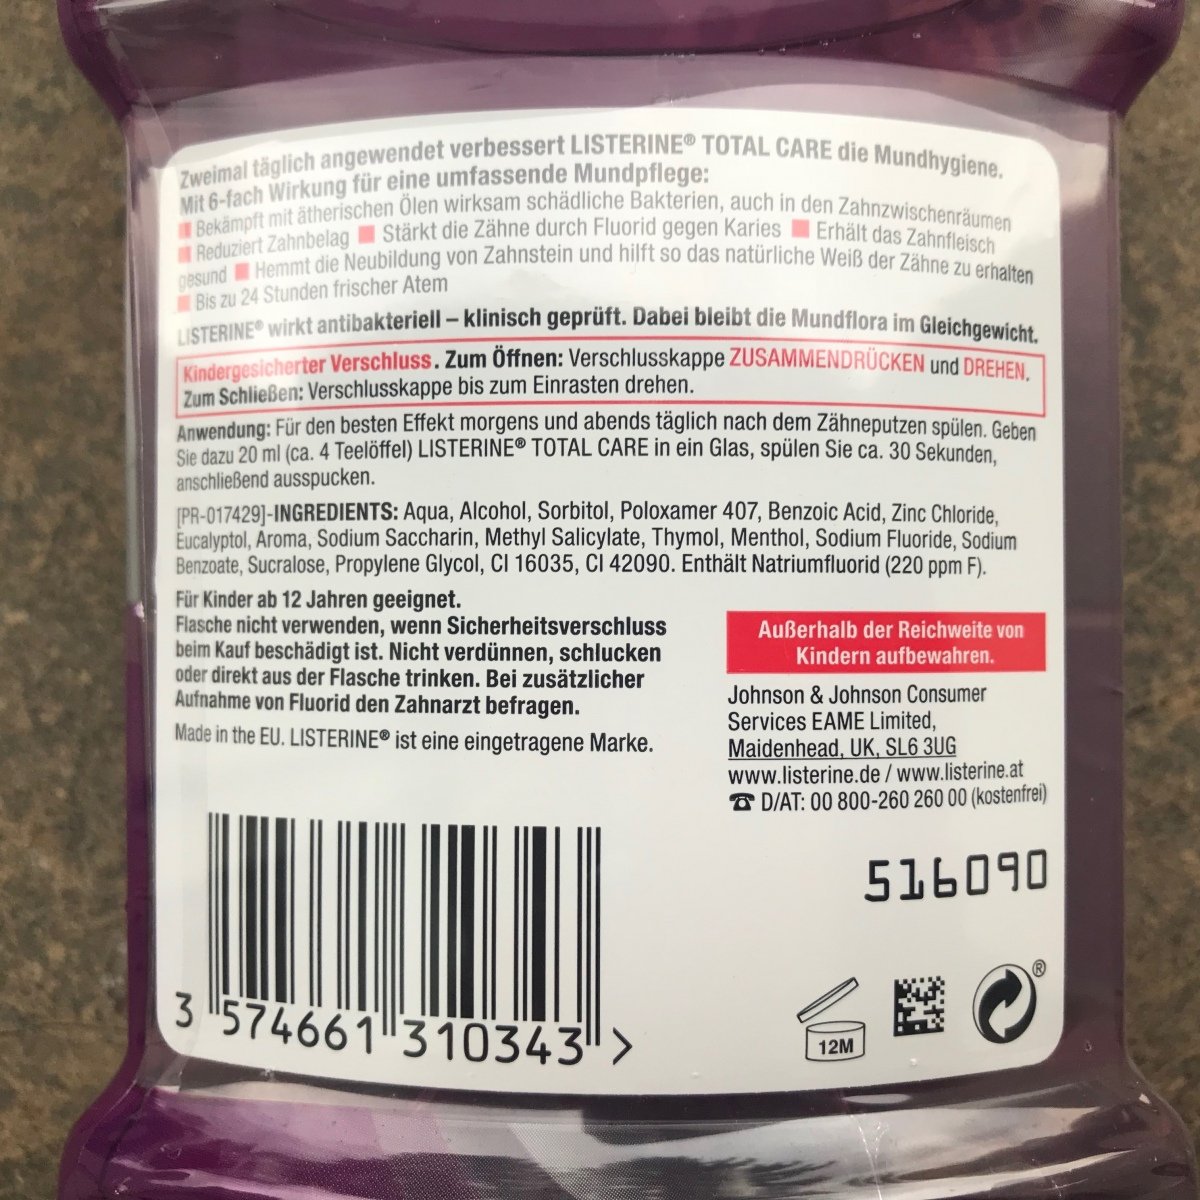 Zweimal täglich angewendet verbessert LISTERINE® TOTAL CARE die Mundhygiene.
Mit 6-fach Wirkung für eine umfassende Mundpflege:
■ Bekämpft mit ätherischen Ölen wirksam schädliche Bakterien, auch in den Zahnzwischenräumen
■ Reduziert Zahnbelag ■ Stärkt die Zähne durch Fluorid gegen Karies ■ Erhält das Zahnfleisch
gesund ■ Hemmt die Neubildung von Zahnstein und hilft so das natürliche Weiß der Zähne zu erhalten
■ Bis zu 24 Stunden frischer Atem
LISTERINE® wirkt antibakteriell – klinisch geprüft. Dabei bleibt die Mundflora im Gleichgewicht.
Kindergesicherter Verschluss. Zum Öffnen: Verschlusskappe ZUSAMMENDRÜCKEN und DREHEN.
Zum Schließen: Verschlusskappe bis zum Einrasten drehen.
Anwendung: Für den besten Effekt morgens und abends täglich nach dem Zähneputzen spülen. Geben
Sie dazu 20 ml (ca. 4 Teelöffel) LISTERINE® TOTAL CARE in ein Glas, spülen Sie ca. 30 Sekunden,
anschließend ausspucken.
[PR-017429]-INGREDIENTS: Aqua, Alcohol, Sorbitol, Poloxamer 407, Benzoic Acid, Zinc Chloride,
Eucalyptol, Aroma, Sodium Saccharin, Methyl Salicylate, Thymol, Menthol, Sodium Fluoride, Sodium
Benzoate, Sucralose, Propylene Glycol, CI 16035, CI 42090. Enthält Natriumfluorid (220 ppm F).
Für Kinder ab 12 Jahren geeignet.
Flasche nicht verwenden, wenn Sicherheitsverschluss
beim Kauf beschädigt ist. Nicht verdünnen, schlucken
oder direkt aus der Flasche trinken. Bei zusätzlicher
Aufnahme von Fluorid den Zahnarzt befragen.
Made in the EU. LISTERINE® ist eine eingetragene Marke.
Außerhalb der Reichweite von
Kindern aufbewahren.
Johnson & Johnson Consumer
Services EAME Limited,
Maidenhead, UK, SL6 3UG
www.listerine.de / www.listerine.at
☎ D/AT: 00 800-260 260 00 (kostenfrei)
516090
3 574661 310343 >
12M
®